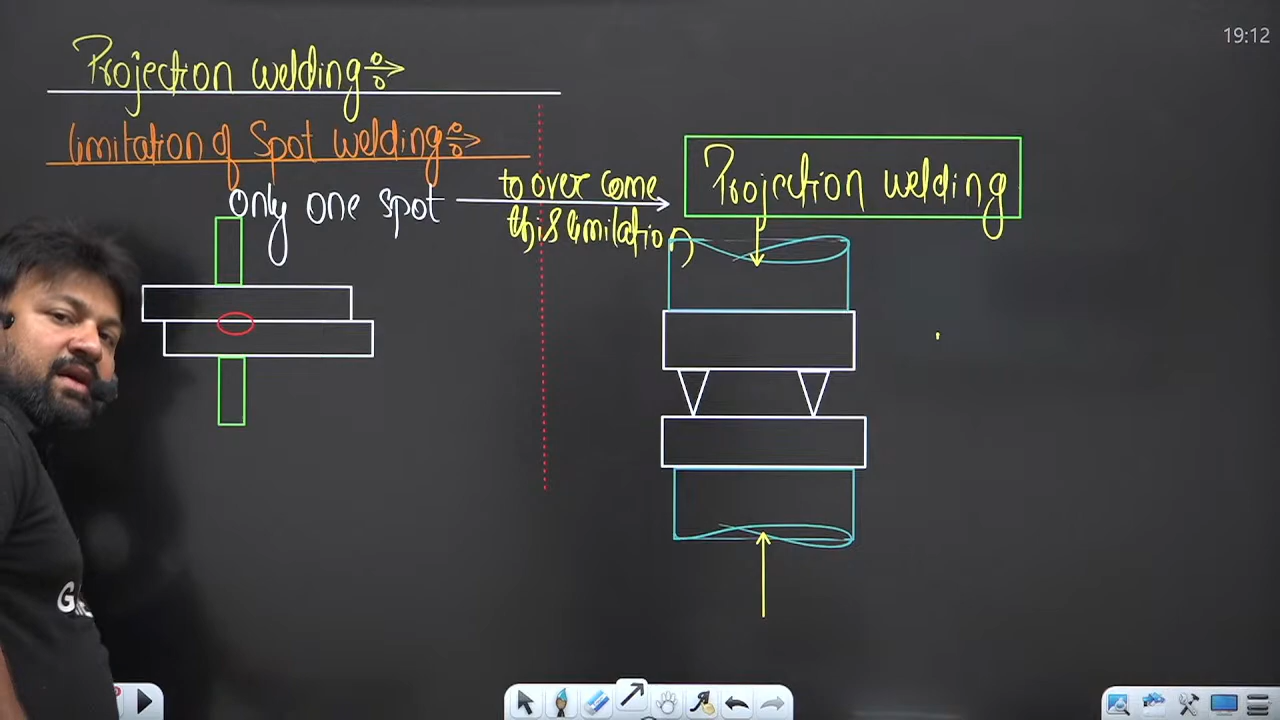 19:12
Projection welding
limitation of Spot welding
only one spot
to over come
this limitation
Projection welding